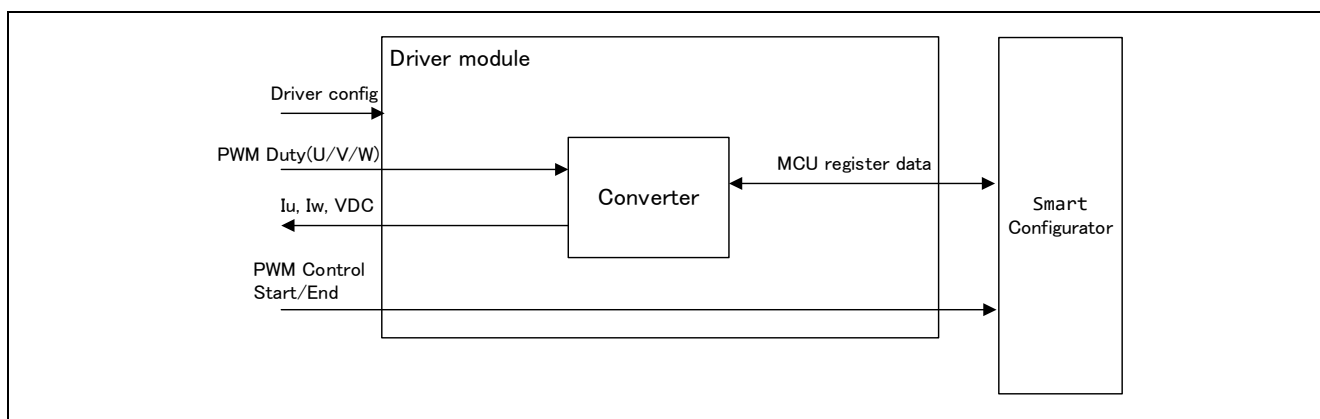 Driver module
Driver config
PWM Duty(U/V/W)
MCU register data
Converter
Smart
Configurator
Iu, Iw, VDC
PWM Control
Start/End